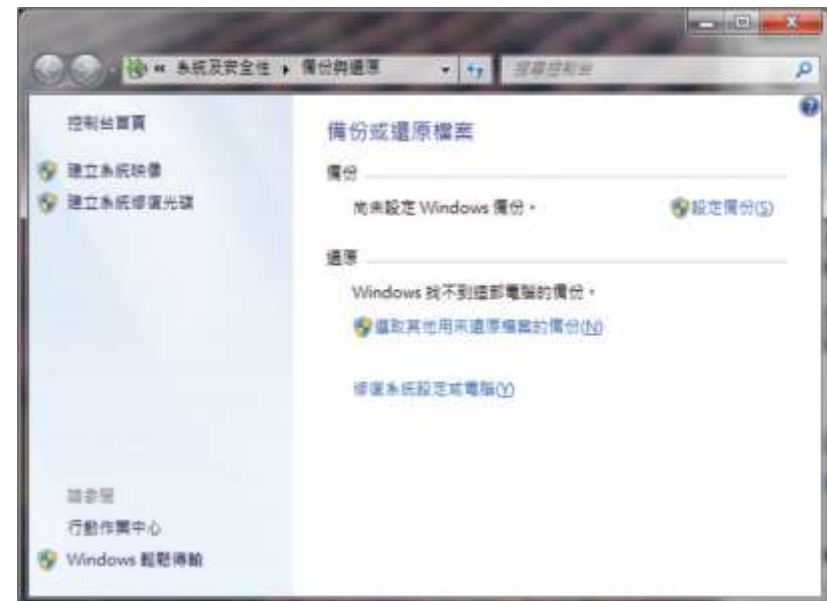 « 系統及安全性 ▸ 備份與還原
搜尋控制台
控制台首頁
建立系統映像
建立系統修復光碟
備份或還原檔案
備份
尚未設定 Windows 備份。
設定備份(S)
還原
Windows 找不到這部電腦的備份。
選取其他用來還原檔案的備份(N)
修復系統設定或電腦(Y)
請參閱
行動作業中心
Windows 輕鬆傳輸